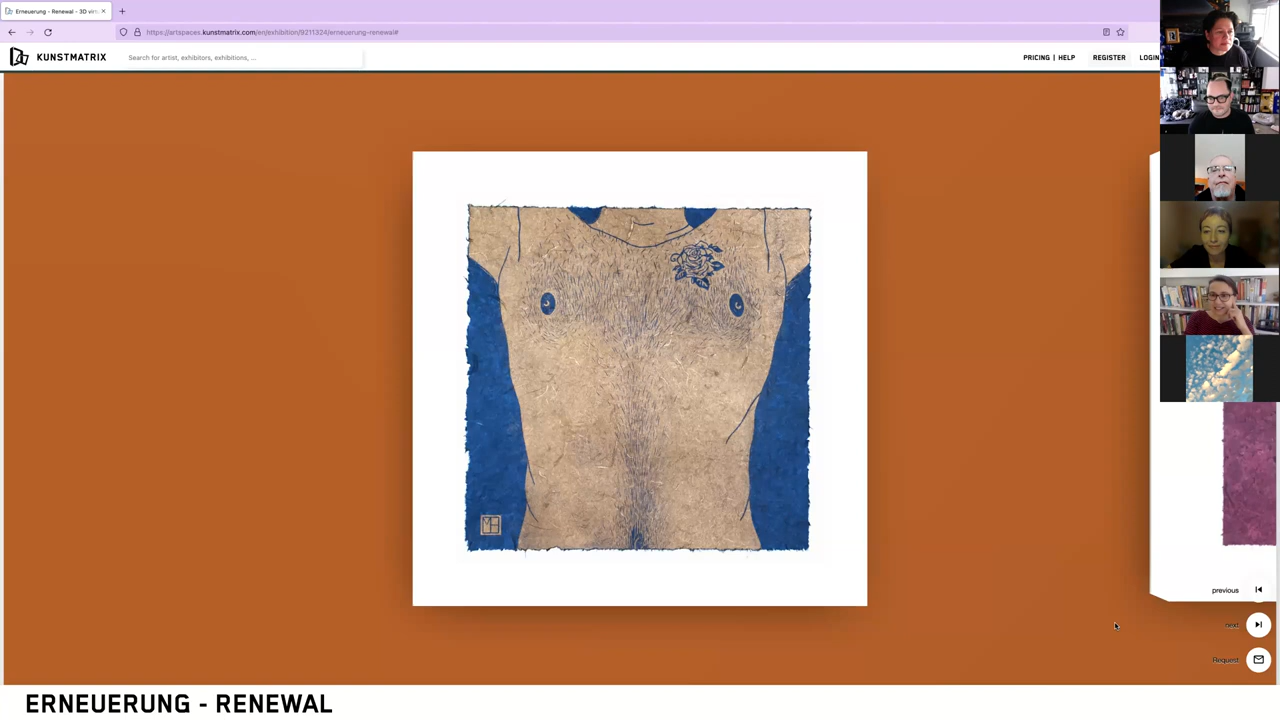 Erneuerung - Renewal - 3D virt
https://artspaces.kunstmatrix.com/en/exhibition/9211324/erneuerung-renewal#
KUNSTMATRIX
Search for artist, exhibitors, exhibitions, ...
PRICING | HELP
REGISTER
LOGIN
previous
next
Request
ERNEUERUNG - RENEWAL